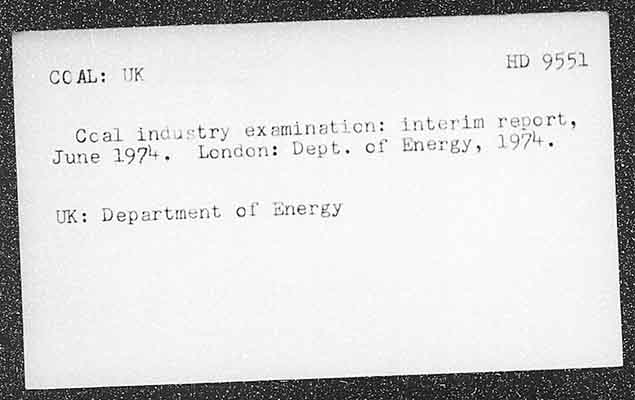 COAL: UK
HD 9551
Coal industry examination: interim report,
June 1974. London: Dept. of Energy, 1974.
UK: Department of Energy